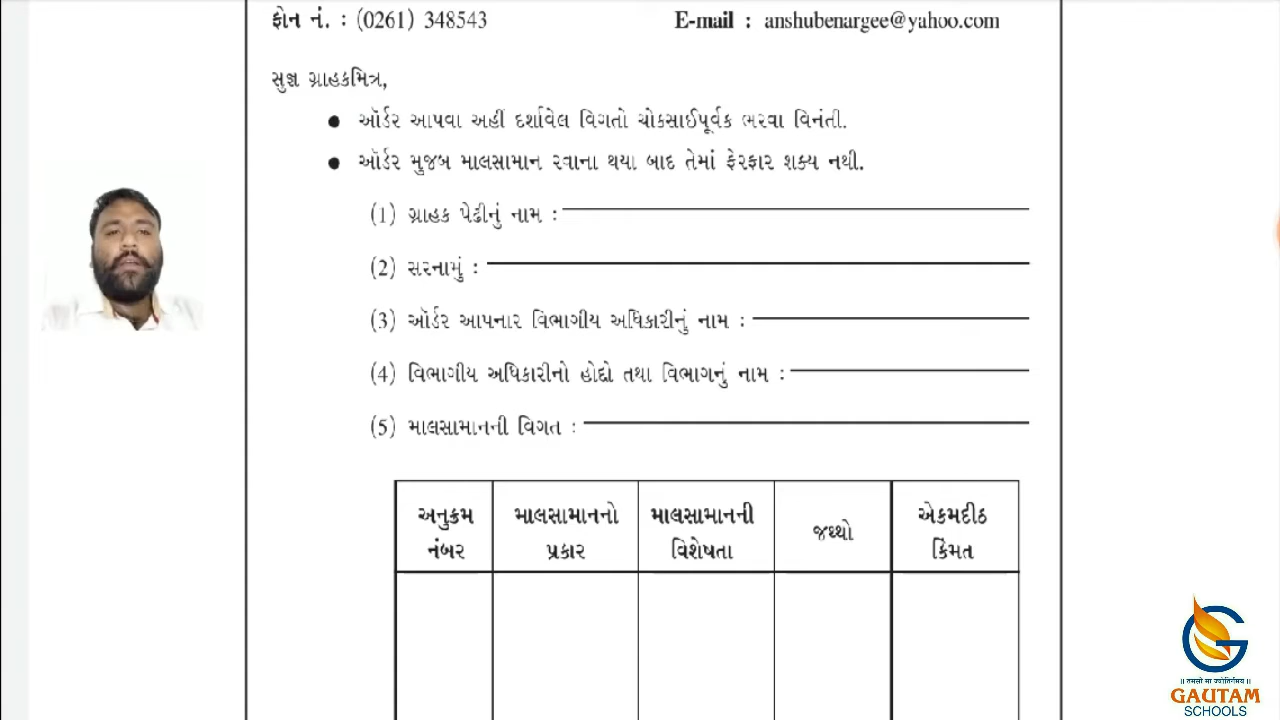 ફોન નં. : (0261) 348543 E-mail : anshubenargee@yahoo.com
સુજ્ઞ ગ્રાહકમિત્ર,
● ઑર્ડર આપવા અહીં દર્શાવેલ વિગતો ચોકસાઈપૂર્વક ભરવા વિનંતી.
● ઑર્ડર મુજબ માલસામાન રવાના થયા બાદ તેમાં ફેરફાર શક્ય નથી.
(1) ગ્રાહક પેઢીનું નામ :
(2) સરનામું :
(3) ઑર્ડર આપનાર વિભાગીય અધિકારીનું નામ :
(4) વિભાગીય અધિકારીનો હોદ્દો તથા વિભાગનું નામ :
(5) માલસામાનની વિગત :
અનુક્રમ નંબર
માલસામાનનો પ્રકાર
માલસામાનની વિશેષતા
જથ્થો
એકમદીઠ કિંમત
॥ तमसो मा ज्योतिर्गमय ॥
GAUTAM
SCHOOLS